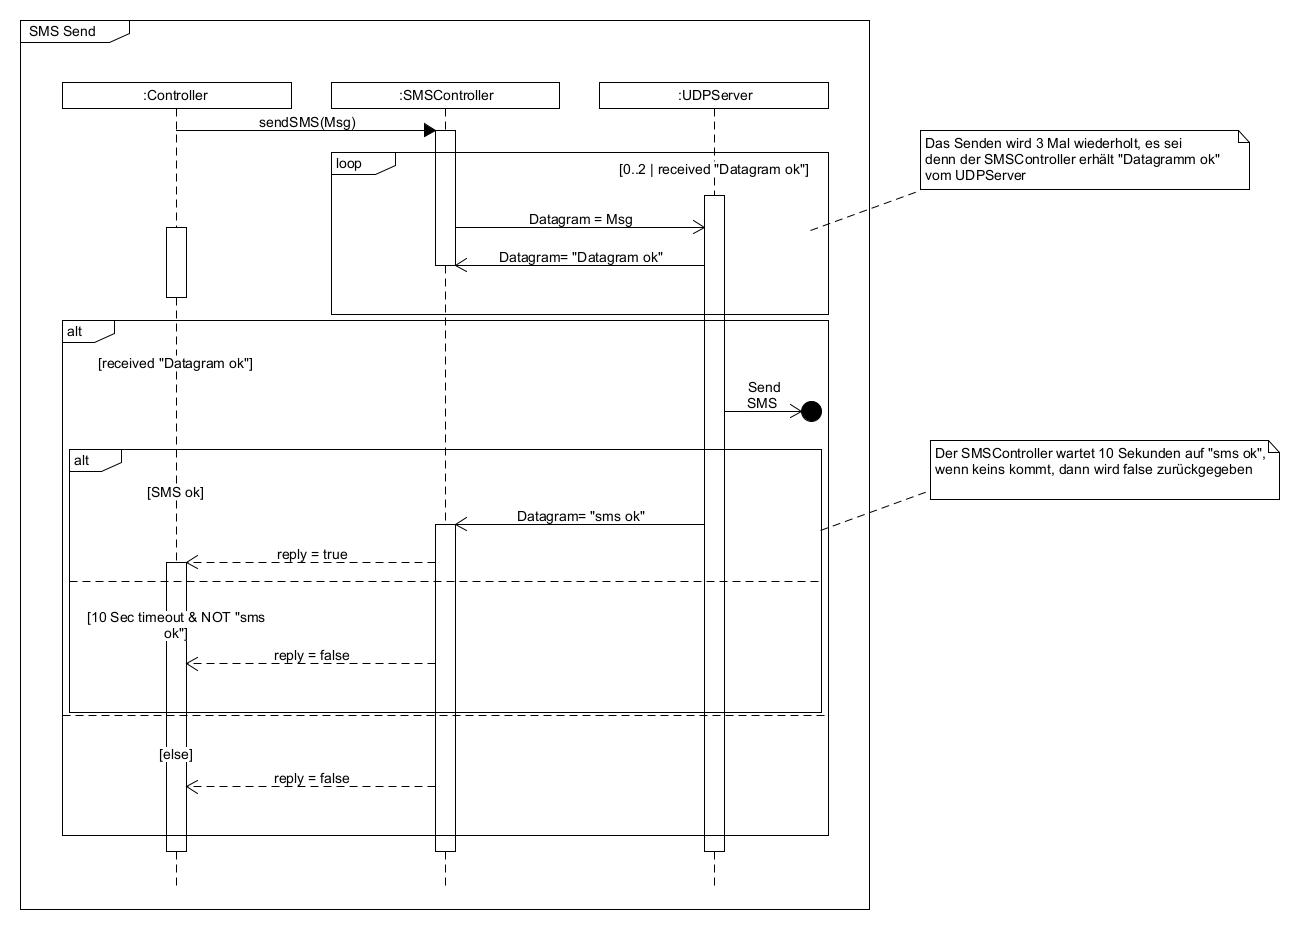 SMS Send
:Controller
:SMSController
:UDPServer
sendSMS(Msg)
loop
[0..2 | received "Datagram ok"]
Das Senden wird 3 Mal wiederholt, es sei
denn der SMSController erhält "Datagramm ok"
vom UDPServer
Datagram = Msg
Datagram= "Datagram ok"
alt
[received "Datagram ok"]
Send
SMS
alt
Der SMSController wartet 10 Sekunden auf "sms ok",
wenn keins kommt, dann wird false zurückgegeben
[SMS ok]
Datagram= "sms ok"
reply = true
[10 Sec timeout & NOT "sms
ok"]
reply = false
[else]
reply = false